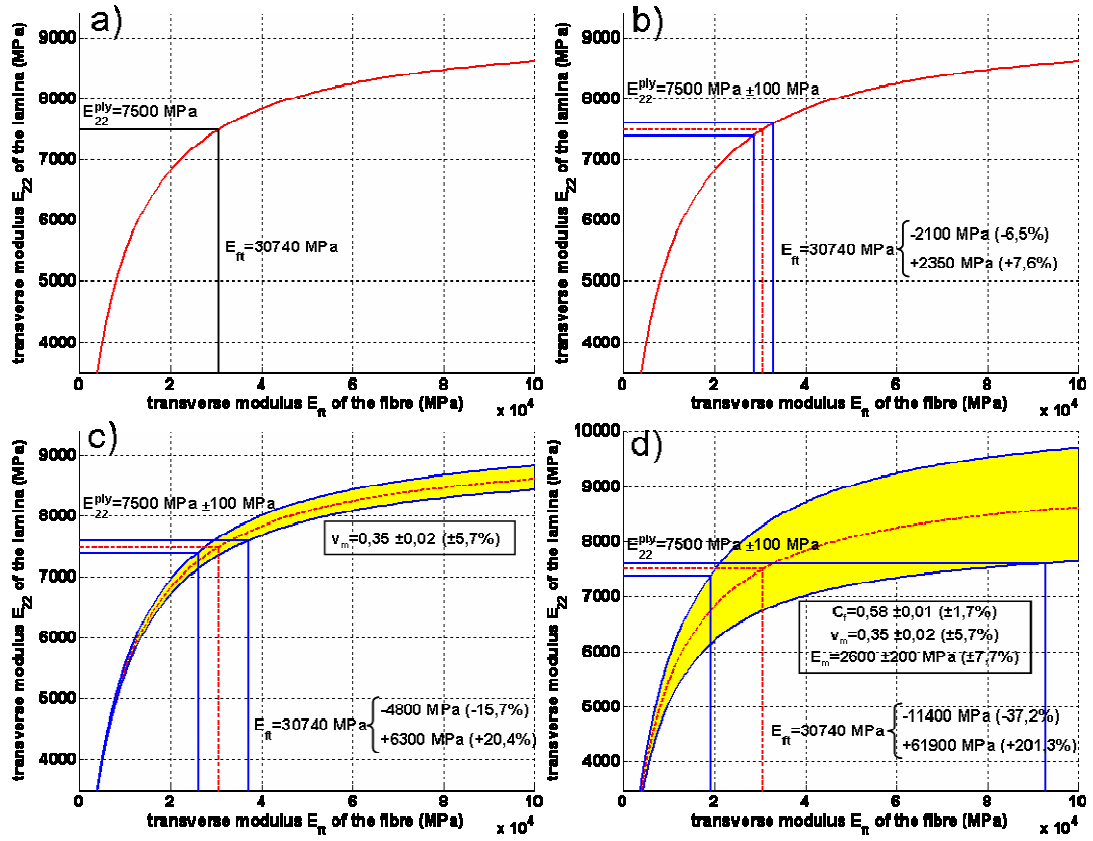 a)
transverse modulus E22 of the lamina (MPa)
9000
8000
7000
6000
5000
4000
E22ply=7500 MPa
Eft=30740 MPa
0 2 4 6 8 10
transverse modulus Eft of the fibre (MPa)
x 10^4
b)
transverse modulus E22 of the lamina (MPa)
9000
8000
7000
6000
5000
4000
E22ply=7500 MPa ±100 MPa
Eft=30740 MPa
-2100 MPa (-6,5%)
+2350 MPa (+7,6%)
0 2 4 6 8 10
transverse modulus Eft of the fibre (MPa)
x 10^4
c)
transverse modulus E22 of the lamina (MPa)
9000
8000
7000
6000
5000
4000
E22ply=7500 MPa ±100 MPa
νm=0,35 ±0,02 (±5,7%)
Eft=30740 MPa
-4800 MPa (-15,7%)
+6300 MPa (+20,4%)
0 2 4 6 8 10
transverse modulus Eft of the fibre (MPa)
x 10^4
d)
transverse modulus E22 of the lamina (MPa)
10000
9000
8000
7000
6000
5000
4000
E22ply=7500 MPa ±100 MPa
Cf=0,58 ±0,01 (±1,7%)
νm=0,35 ±0,02 (±5,7%)
Em=2600 ±200 MPa (±7,7%)
Eft=30740 MPa
-11400 MPa (-37,2%)
+61900 MPa (+201.3%)
0 2 4 6 8 10
transverse modulus Eft of the fibre (MPa)
x 10^4